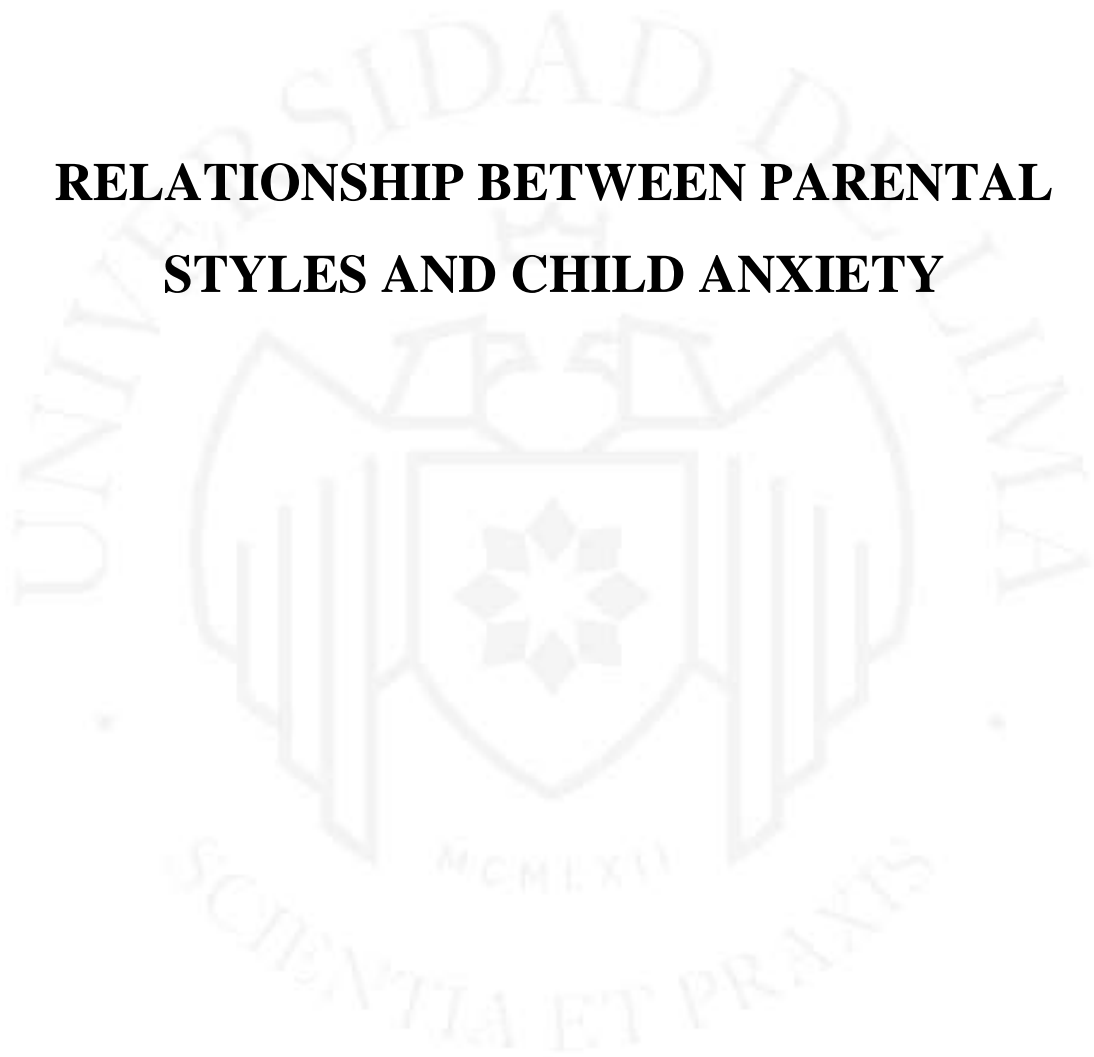 UNIVERSIDAD DE LIMA
RELATIONSHIP BETWEEN PARENTAL
STYLES AND CHILD ANXIETY
MCMLXII
SCIENTIA ET PRAXIS